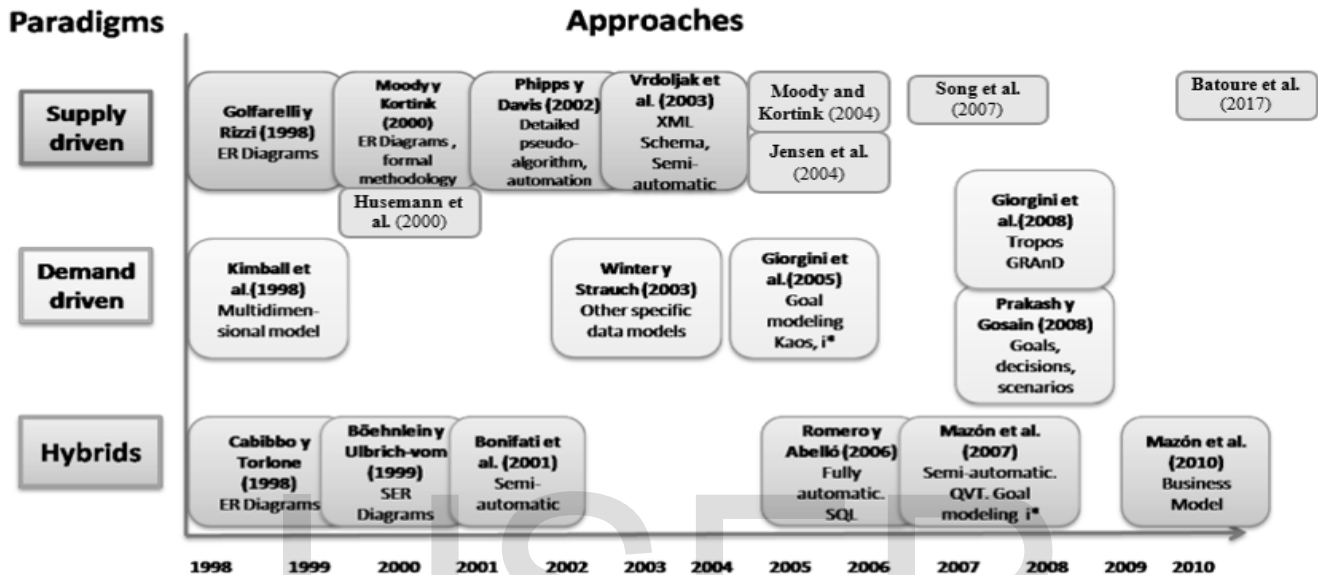 Paradigms
Approaches
Supply
driven
Golfarelli y
Rizzi (1998)
ER Diagrams
Moody y
Kortink
(2000)
ER Diagrams ,
formal
methodology
Husemann et
al. (2000)
Phipps y
Davis (2002)
Detailed
pseudo-
algorithm,
automation
Vrdoljak et
al. (2003)
XML
Schema,
Semi-
automatic
Moody and
Kortink (2004)
Jensen et al.
(2004)
Song et al.
(2007)
Batoure et al.
(2017)
Demand
driven
Kimball et
al.(1998)
Multidimen-
sional model
Winter y
Strauch (2003)
Other specific
data models
Giorgini et
al.(2005)
Goal
modeling
Kaos, i*
Giorgini et
al.(2008)
Tropos
GRAnD
Prakash y
Gosain (2008)
Goals,
decisions,
scenarios
Hybrids
Cabibbo y
Torlone
(1998)
ER Diagrams
Böehnlein y
Ulbrich-vom
(1999)
SER
Diagrams
Bonifati et
al. (2001)
Semi-
automatic
Romero y
Abelló (2006)
Fully
automatic.
SQL
Mazón et al.
(2007)
Semi-automatic.
QVT. Goal
modeling i*
Mazón et al.
(2010)
Business
Model
1998 1999 2000 2001 2002 2003 2004 2005 2006 2007 2008 2009 2010